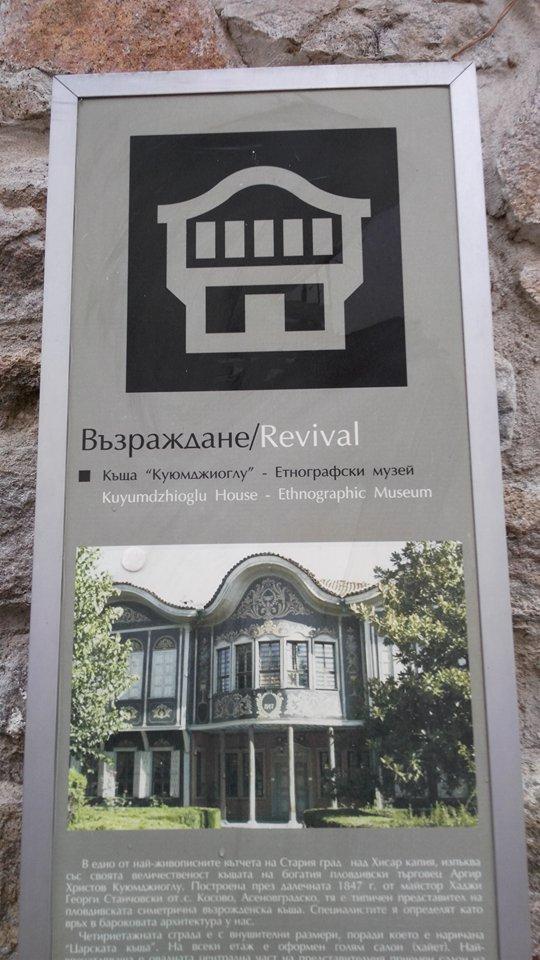 Възраждане/Revival
Къща “Куюмджиоглу” - Етнографски музей
Kuyumdzhioglu House - Ethnographic Museum
1847
В едно от най-живописните кътчета на Стария град над Хисар капия, изпъква
със своята величественост къщата на богатия пловдивски търговец Аргир
Христов Куюмджиоглу. Построена през далечната 1847 г. от майстор Хаджи
Георги Станчовски от с. Косово, Асеновградско, тя е типичен представител на
пловдивската симетрична възрожденска къща. Специалистите я определят като
връх в бароковата архитектура у нас.
Четириетажната сграда е с внушителни размери, поради което е наричана
“Царската къща”. На всеки етаж е оформен голям салон (хайет). Най-